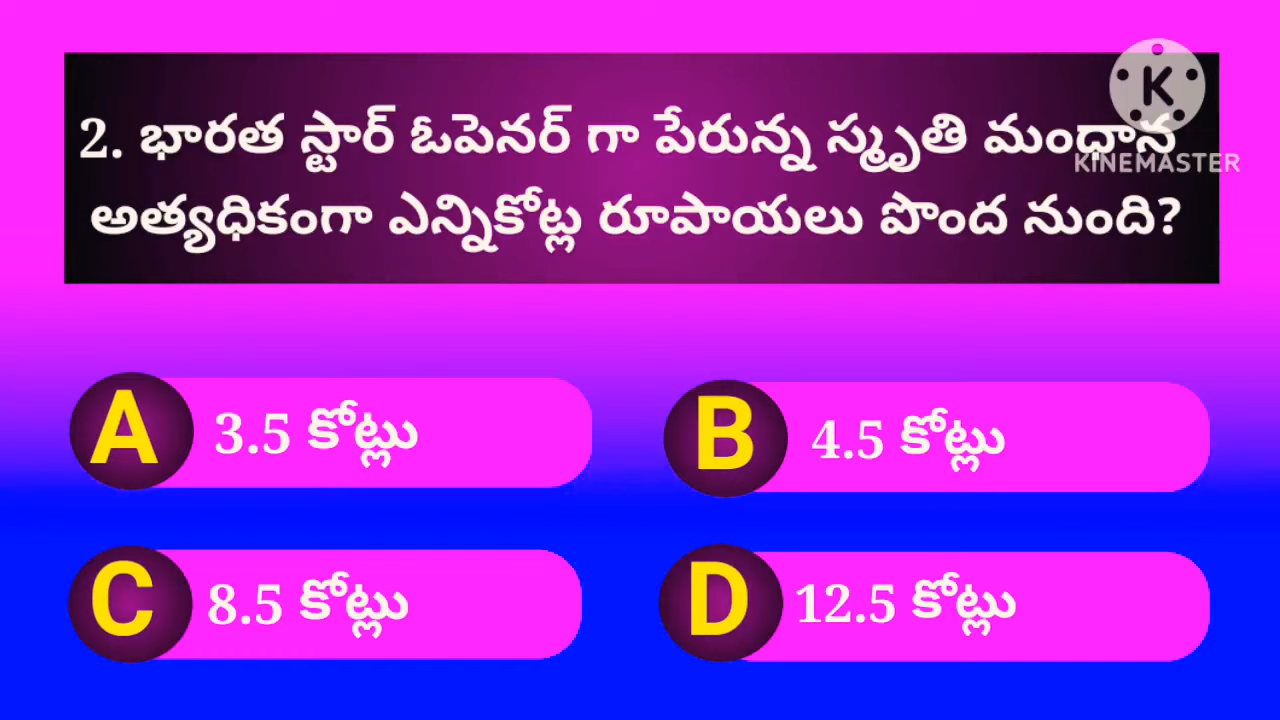 2. భారత స్టార్ ఓపెనర్ గా పేరున్న స్మృతి మంధాన
K
KINEMASTER
అత్యధికంగా ఎన్నికోట్ల రూపాయలు పొంద నుంది?
A 3.5 కోట్లు
B 4.5 కోట్లు
C 8.5 కోట్లు
D 12.5 కోట్లు